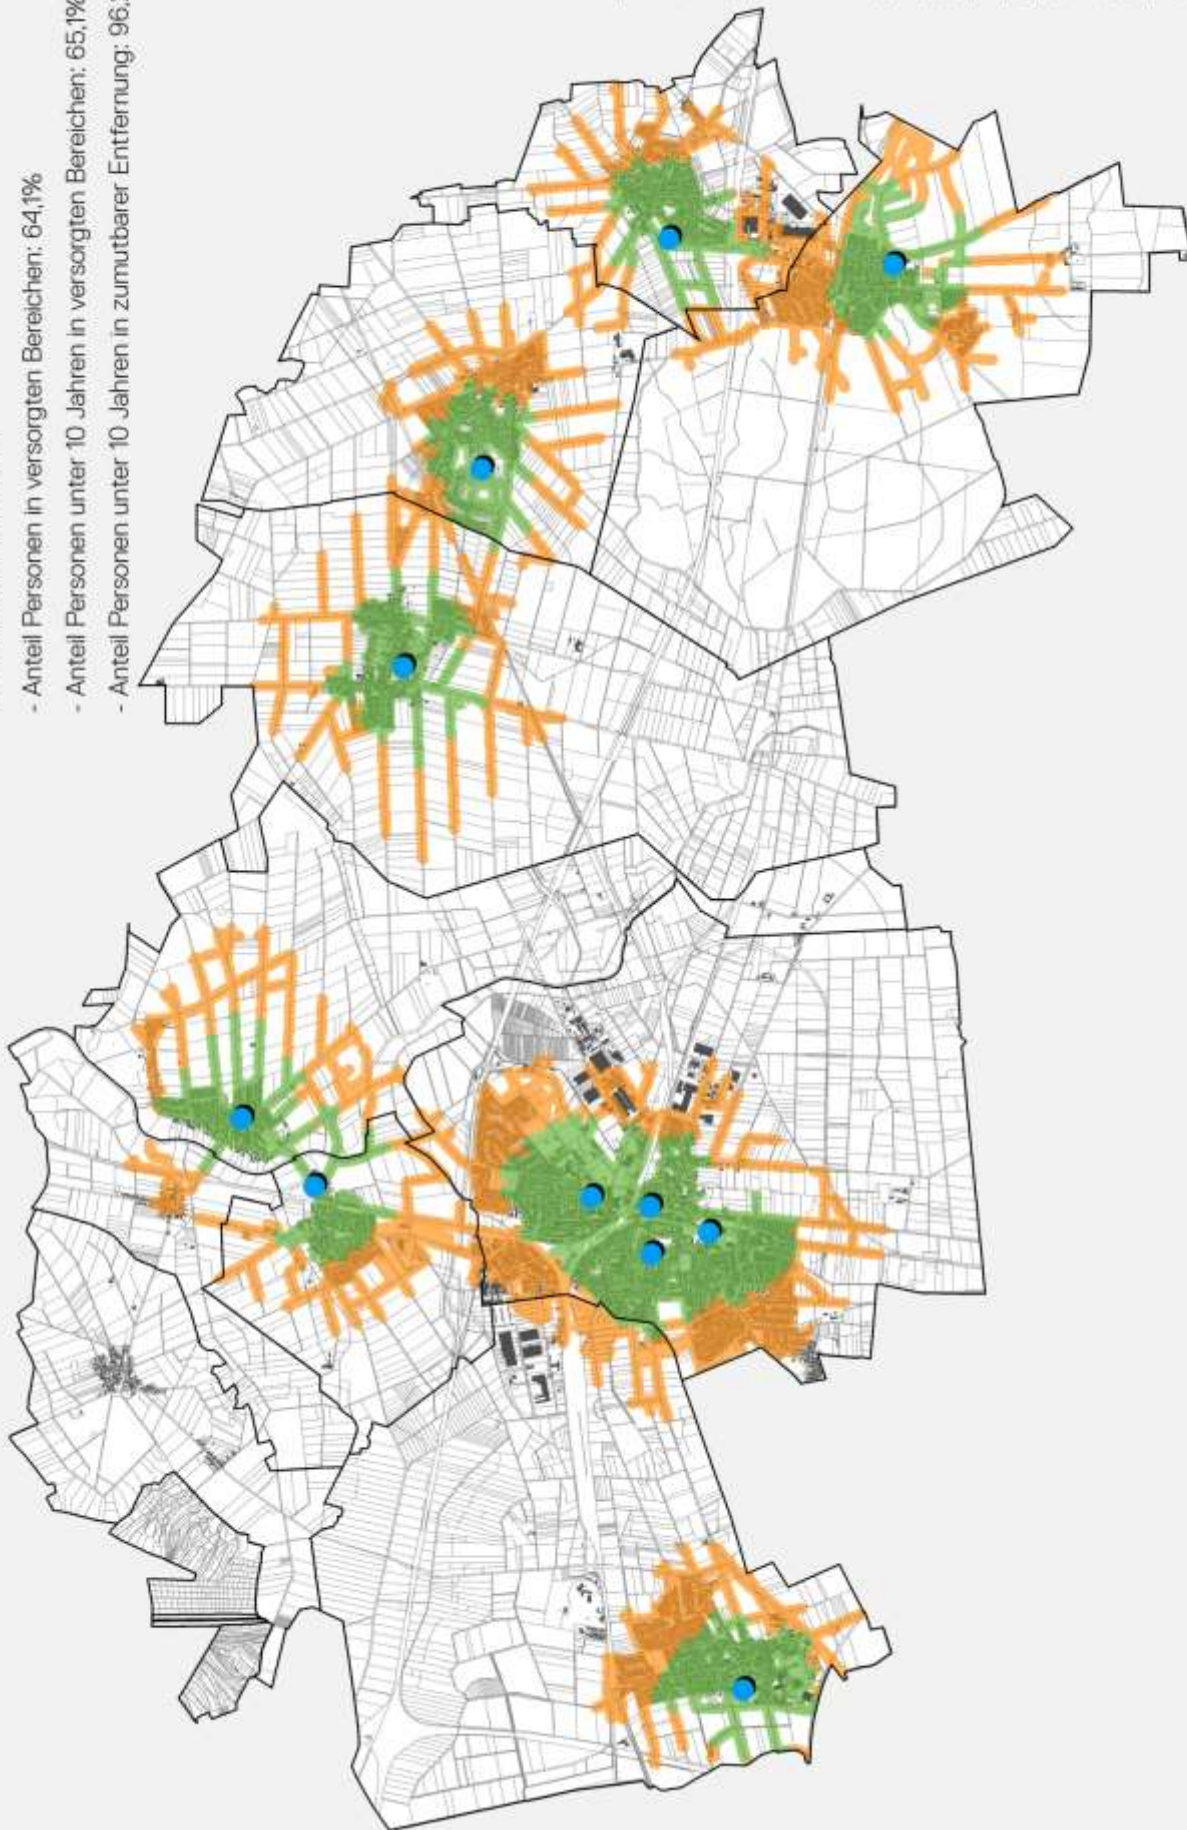 - Anteil Personen in versorgten Bereichen: 64,1%
- Anteil Personen unter 10 Jahren in versorgten Bereichen: 65,1%
- Anteil Personen unter 10 Jahren in zumutbarer Entfernung: 96,